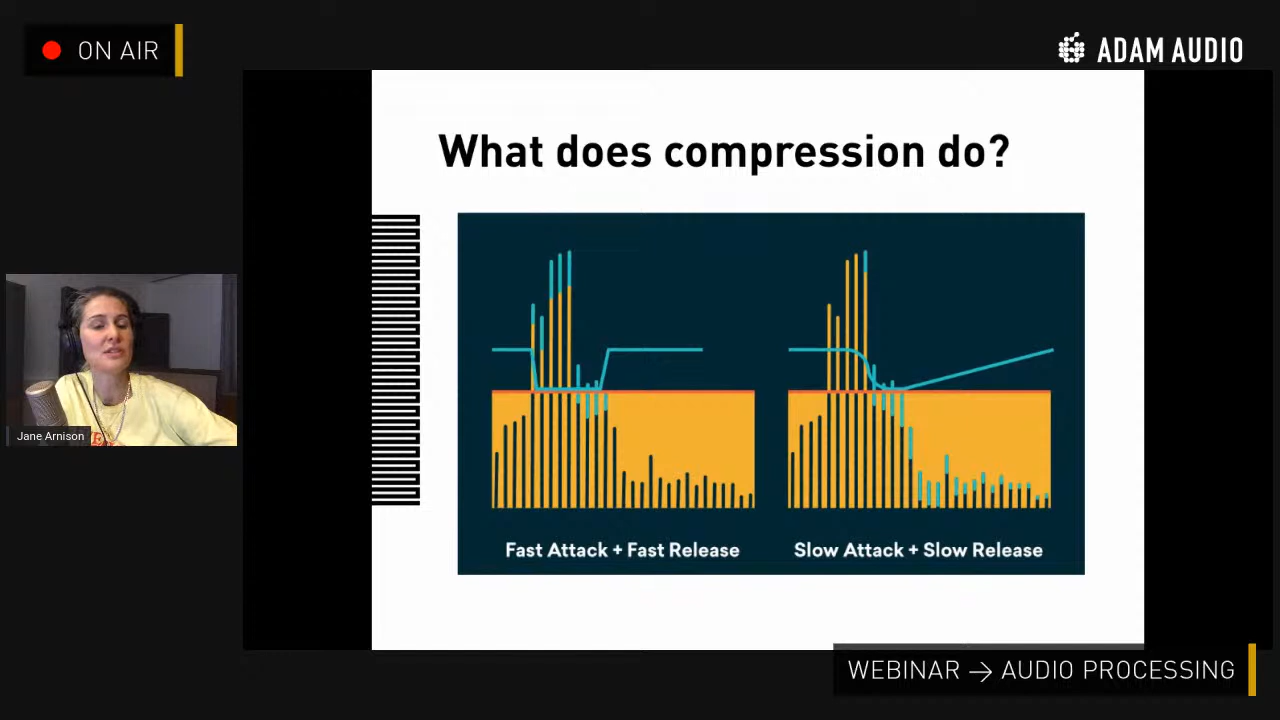 ON AIR
ADAM AUDIO
What does compression do?
Jane Arnison
Fast Attack + Fast Release
Slow Attack + Slow Release
WEBINAR → AUDIO PROCESSING